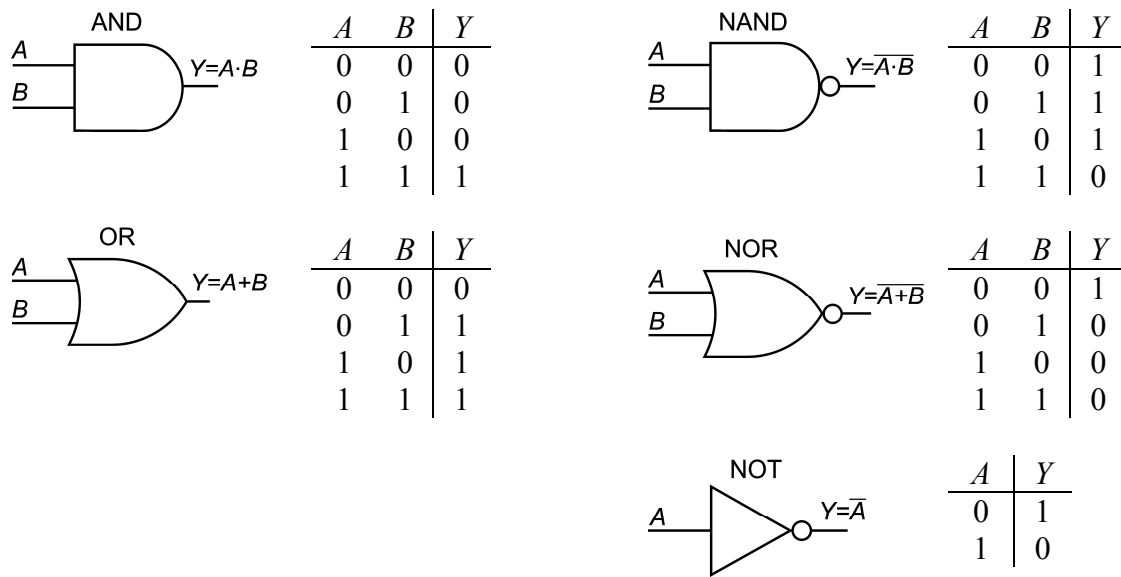 AND
A
B
Y=A·B
A B Y
0 0 0
0 1 0
1 0 0
1 1 1
NAND
A
B
Y=\overline{A·B}
A B Y
0 0 1
0 1 1
1 0 1
1 1 0
OR
A
B
Y=A+B
A B Y
0 0 0
0 1 1
1 0 1
1 1 1
NOR
A
B
Y=\overline{A+B}
A B Y
0 0 1
0 1 0
1 0 0
1 1 0
NOT
A
Y=\overline{A}
A Y
0 1
1 0